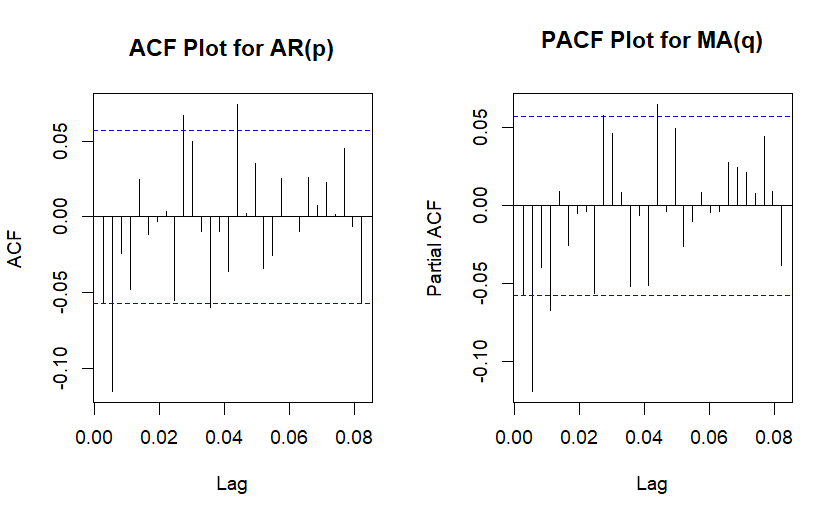 ACF Plot for AR(p)
ACF
0.05
0.00
-0.05
-0.10
0.00 0.02 0.04 0.06 0.08
Lag
PACF Plot for MA(q)
Partial ACF
0.05
0.00
-0.05
-0.10
0.00 0.02 0.04 0.06 0.08
Lag